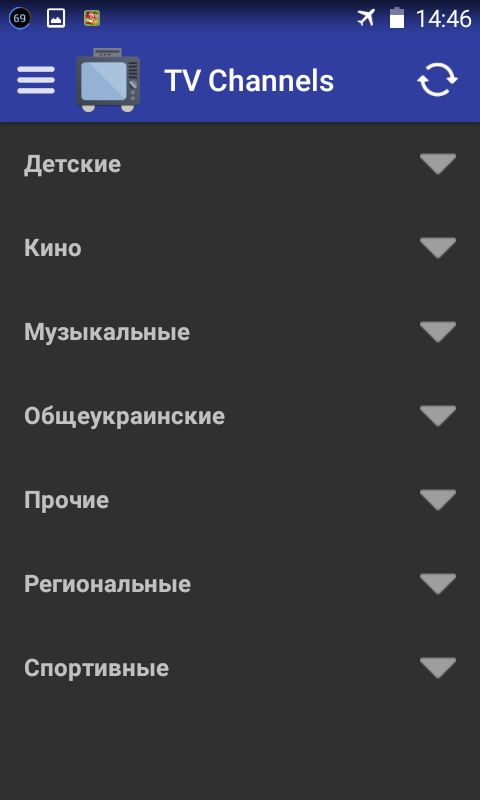 69 14:46
TV Channels
Детские
Кино
Музыкальные
Общеукраинские
Прочие
Региональные
Спортивные